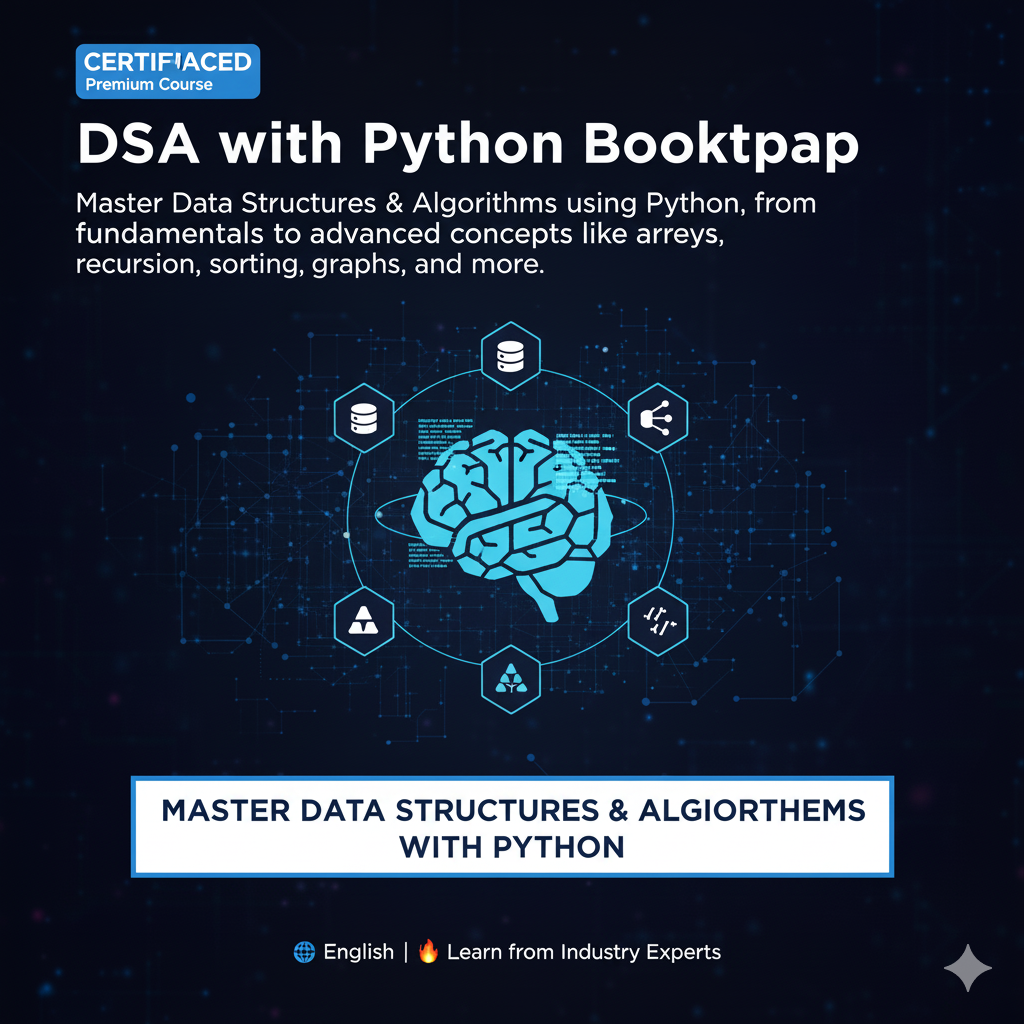 CERTIFIACED
Premium Course
DSA with Python Booktpap
Master Data Structures & Algorithms using Python, from
fundamentals to advanced concepts like arreys,
recursion, sorting, graphs, and more.
MASTER DATA STRUCTURES & ALGIORTHEMS
WITH PYTHON
English | Learn from Industry Experts